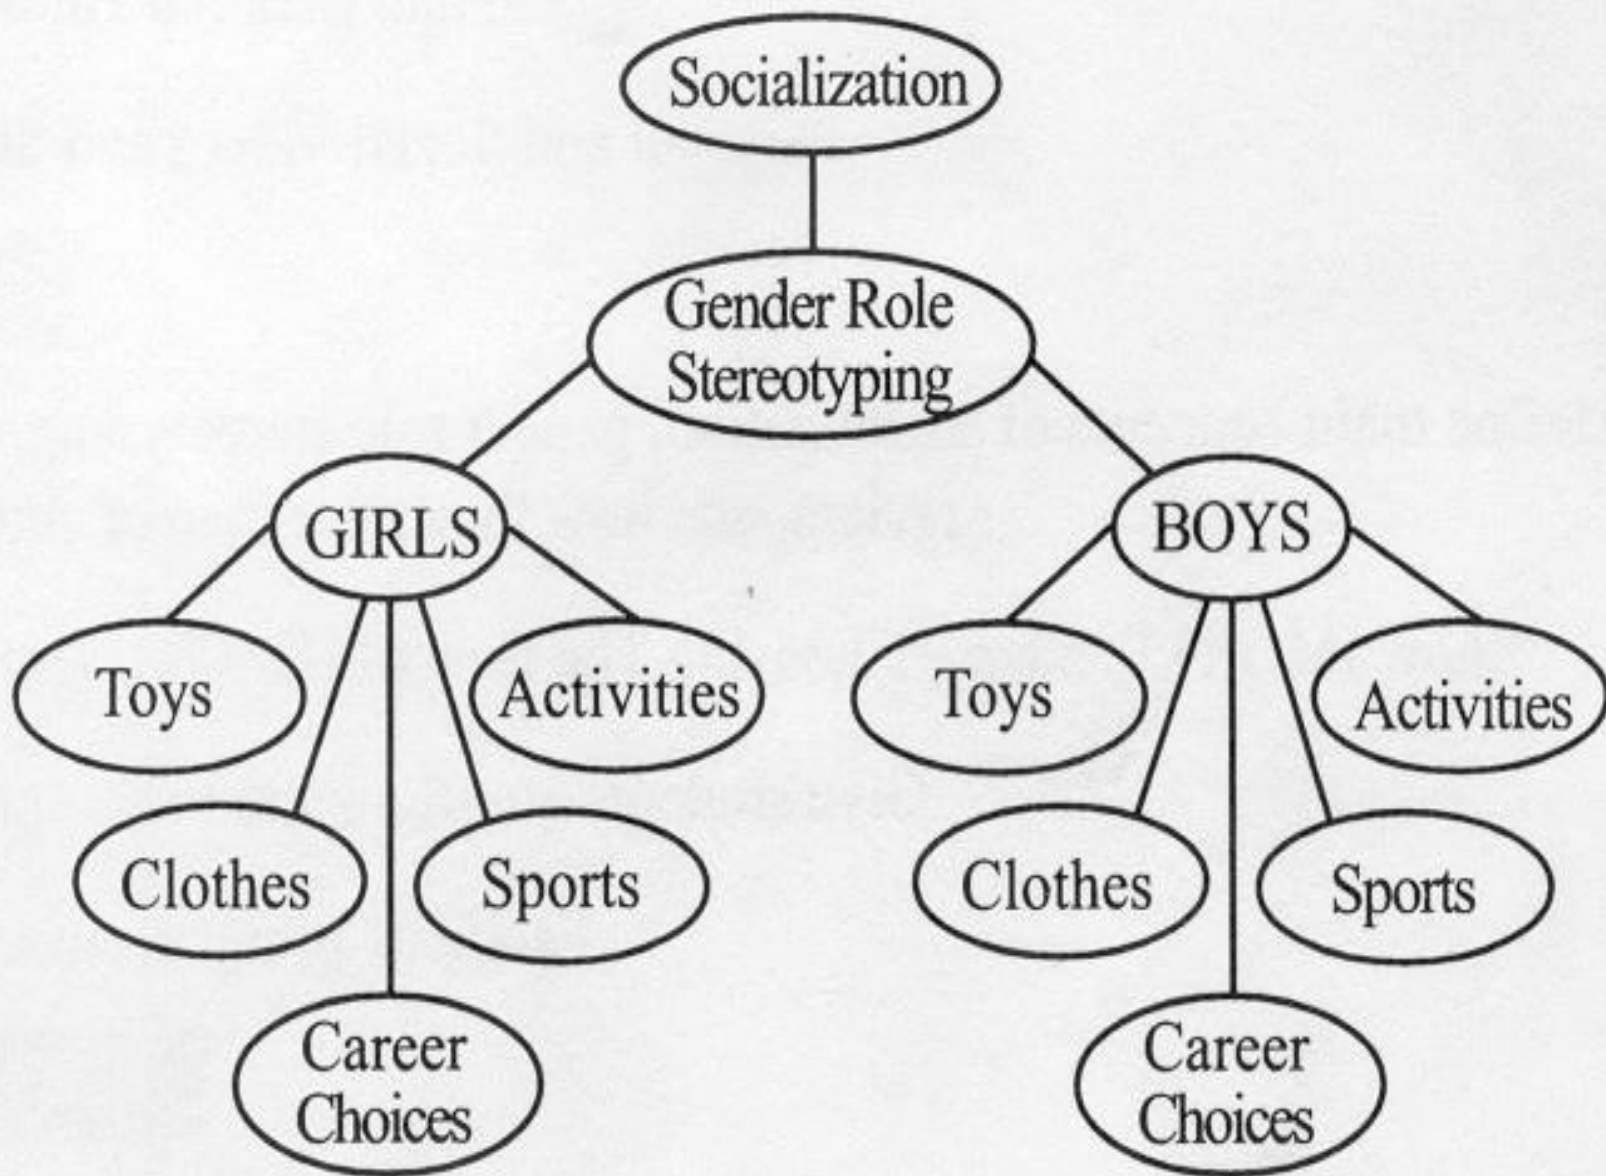 Socialization
Gender Role
Stereotyping
GIRLS
BOYS
Toys
Activities
Toys
Activities
Clothes
Sports
Clothes
Sports
Career
Choices
Career
Choices